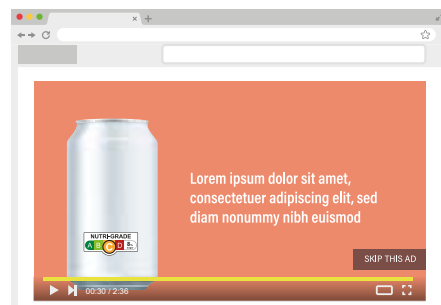 Lorem ipsum dolor sit amet,
consectetuer adipiscing elit, sed
diam nonummy nibh euismod
NUTRI-GRADE
A B C D
SKIP THIS AD
00:30 / 2:36